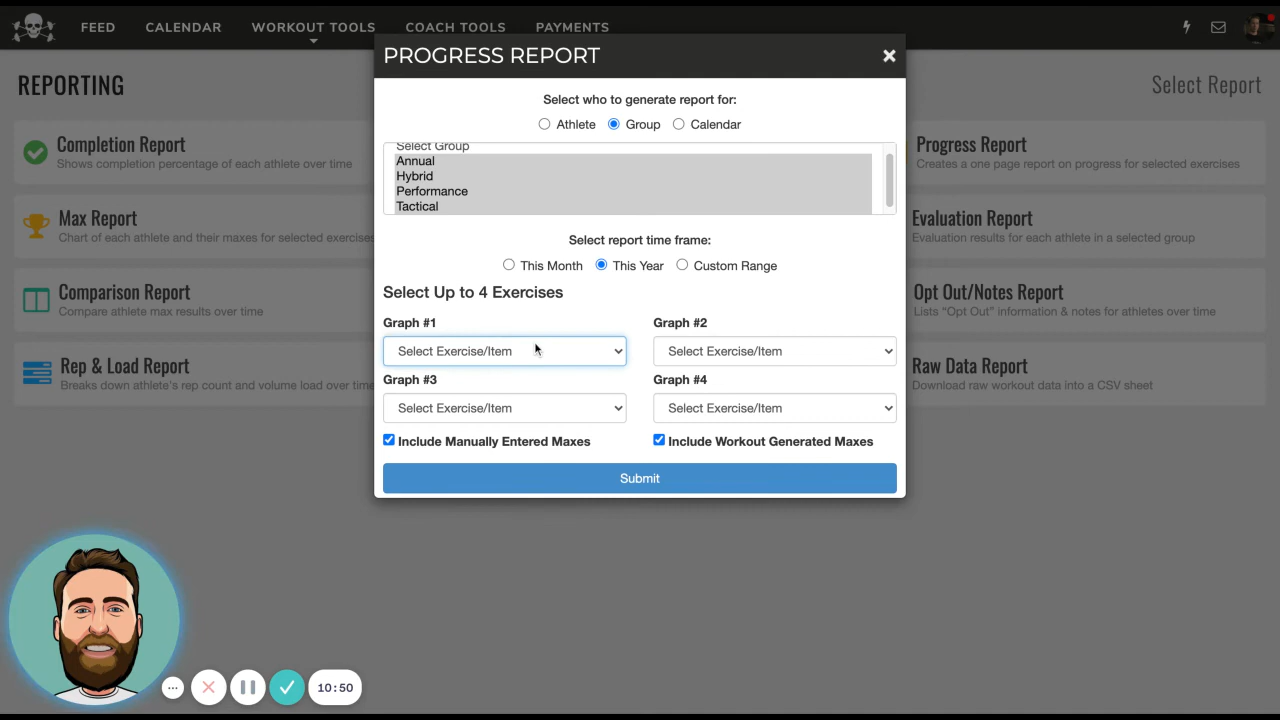 FEED CALENDAR WORKOUT TOOLS COACH TOOLS PAYMENTS
REPORTING
Select Report
Completion Report
Shows completion percentage of each athlete over time
Max Report
Chart of each athlete and their maxes for selected exercises
Comparison Report
Compare athlete max results over time
Rep & Load Report
Breaks down athlete's rep count and volume load over time
PROGRESS REPORT
Select who to generate report for:
Athlete Group Calendar
Select Group
Annual
Hybrid
Performance
Tactical
Select report time frame:
This Month This Year Custom Range
Select Up to 4 Exercises
Graph #1 Graph #2
Select Exercise/Item Select Exercise/Item
Graph #3 Graph #4
Select Exercise/Item Select Exercise/Item
Include Manually Entered Maxes Include Workout Generated Maxes
Submit
Progress Report
Creates a one page report on progress for selected exercises
Evaluation Report
Evaluation results for each athlete in a selected group
Opt Out/Notes Report
Lists “Opt Out” information & notes for athletes over time
Raw Data Report
Download raw workout data into a CSV sheet
10:50